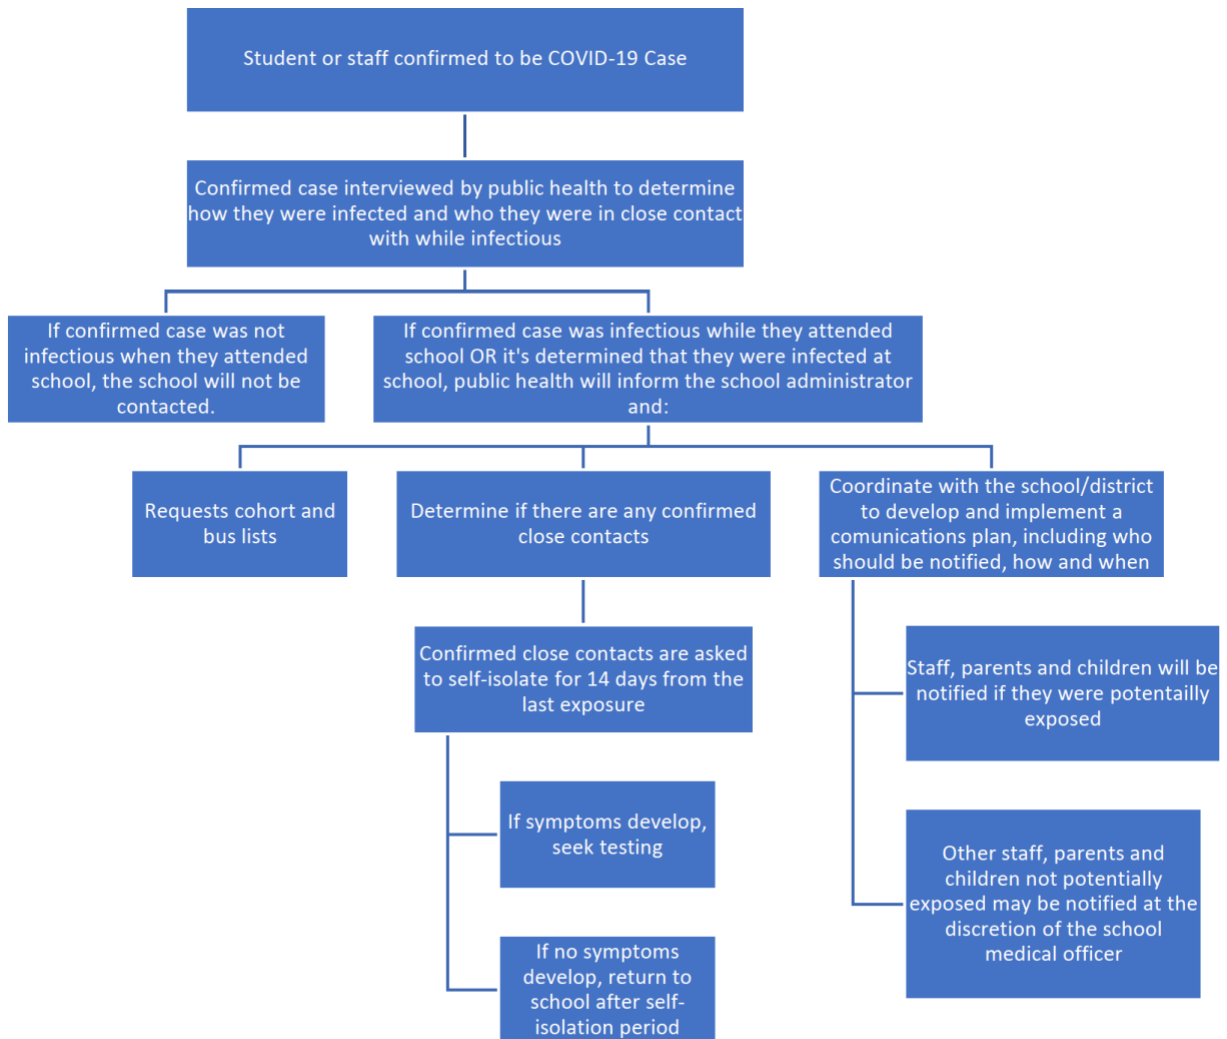 Student or staff confirmed to be COVID-19 Case
Confirmed case interviewed by public health to determine
how they were infected and who they were in close contact
with while infectious
If confirmed case was not
infectious when they attended
school, the school will not be
contacted.
If confirmed case was infectious while they attended
school OR it's determined that they were infected at
school, public health will inform the school administrator
and:
Requests cohort and
bus lists
Determine if there are any confirmed
close contacts
Coordinate with the school/district
to develop and implement a
comunications plan, including who
should be notified, how and when
Confirmed close contacts are asked
to self-isolate for 14 days from the
last exposure
If symptoms develop,
seek testing
If no symptoms
develop, return to
school after self-
isolation period
Staff, parents and children will be
notified if they were potentailly
exposed
Other staff, parents and
children not potentially
exposed may be notified at the
discretion of the school
medical officer